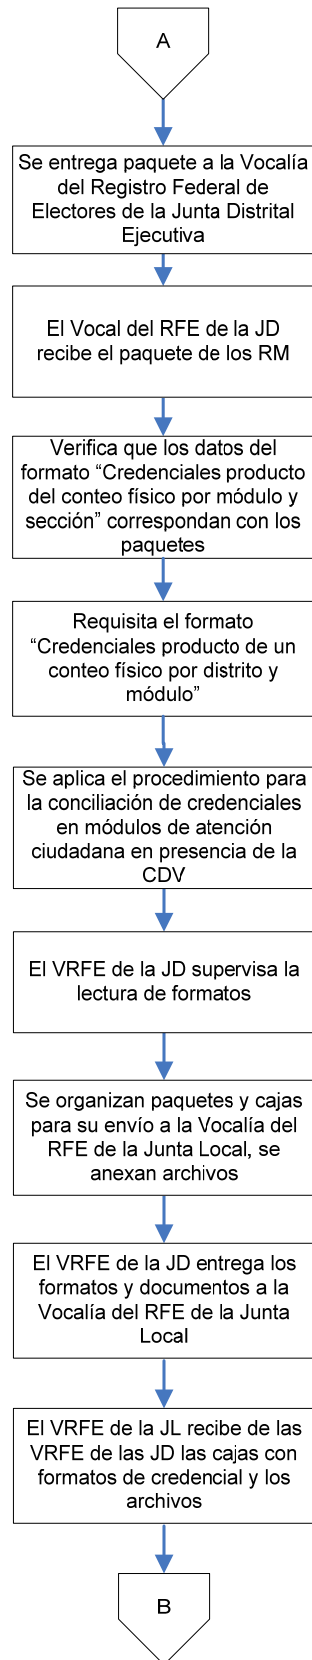 A
Se entrega paquete a la Vocalía
del Registro Federal de
Electores de la Junta Distrital
Ejecutiva
El Vocal del RFE de la JD
recibe el paquete de los RM
Verifica que los datos del
formato “Credenciales producto
del conteo físico por módulo y
sección” correspondan con los
paquetes
Requisita el formato
“Credenciales producto de un
conteo físico por distrito y
módulo”
Se aplica el procedimiento para
la conciliación de credenciales
en módulos de atención
ciudadana en presencia de la
CDV
El VRFE de la JD supervisa la
lectura de formatos
Se organizan paquetes y cajas
para su envío a la Vocalía del
RFE de la Junta Local, se
anexan archivos
El VRFE de la JD entrega los
formatos y documentos a la
Vocalía del RFE de la Junta
Local
El VRFE de la JL recibe de las
VRFE de las JD las cajas con
formatos de credencial y los
archivos
B